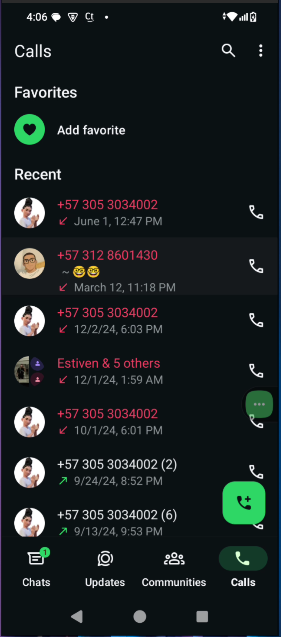 4:06
Calls
Favorites
Add favorite
Recent
+57 305 3034002
June 1, 12:47 PM
+57 312 8601430
~ 🤓🤓
March 12, 11:18 PM
+57 305 3034002
12/2/24, 6:03 PM
Estiven & 5 others
12/1/24, 1:59 AM
+57 305 3034002
10/1/24, 6:01 PM
+57 305 3034002 (2)
9/24/24, 8:52 PM
+57 305 3034002 (6)
9/13/24, 9:53 PM
1
Chats
Updates
Communities
Calls